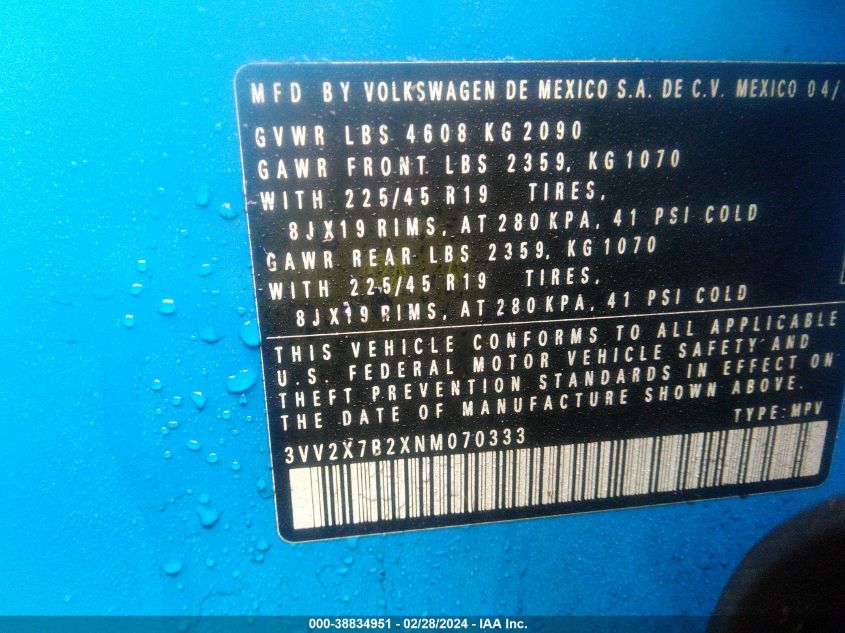 MFD BY VOLKSWAGEN DE MEXICO S.A. DE C.V. MEXICO 04/
GVWR LBS 4608 KG 2090
GAWR FRONT LBS 2359, KG 1070
WITH 225/45 R19 TIRES,
8JX19 RIMS, AT 280 KPA, 41 PSI COLD
GAWR REAR LBS 2359, KG 1070
WITH 225/45 R19 TIRES,
8JX19 RIMS, AT 280 KPA, 41 PSI COLD
THIS VEHICLE CONFORMS TO ALL APPLICABLE
U.S. FEDERAL MOTOR VEHICLE SAFETY AND
THEFT PREVENTION STANDARDS IN EFFECT ON
THE DATE OF MANUFACTURE SHOWN ABOVE.
TYPE: MPV
3VV2X7B2XNM070333
000-38834951 - 02/28/2024 - IAA Inc.